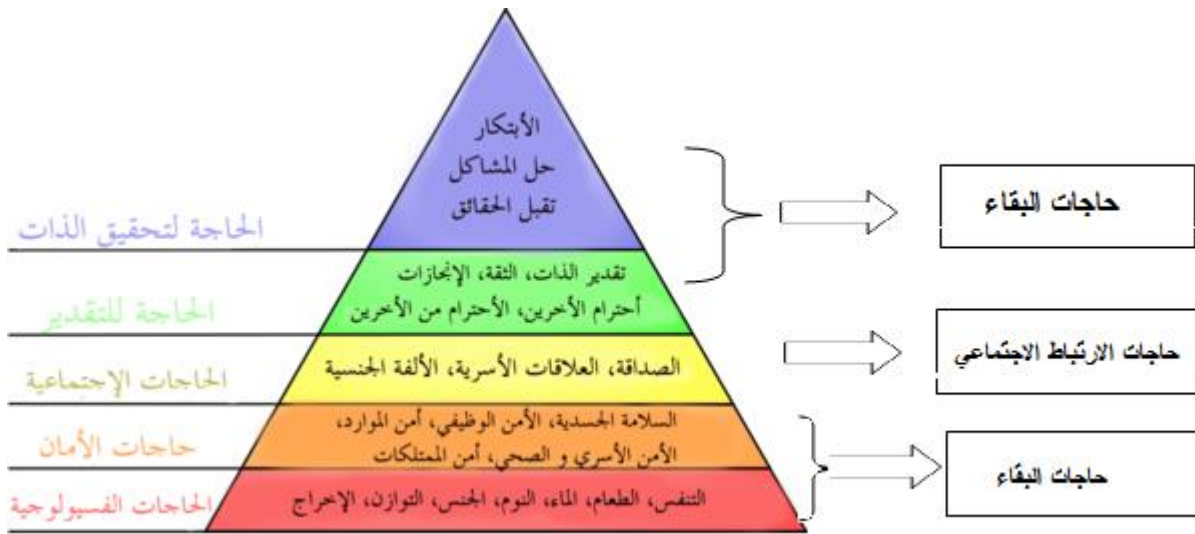 الأبتكار
حل المشاكل
تقبل الحقائق
حاجات البقاء
الحاجة لتحقيق الذات
تقدير الذات، الثقة، الإنجازات
أحترام الأخرين، الأحترام من الأخرين
الحاجة للتقدير
حاجات الارتباط الاجتماعي
الصداقة، العلاقات الأسرية، الألفة الجنسية
الحاجات الإجتماعية
السلامة الجسدية، الأمن الوظيفي، أمن الموارد،
الأمن الأسري و الصحي، أمن الممتلكات
حاجات الأمان
حاجات البقاء
التنفس، الطعام، الماء، النوم، الجنس، التوازن، الإخراج
الحاجات الفسيولوجية